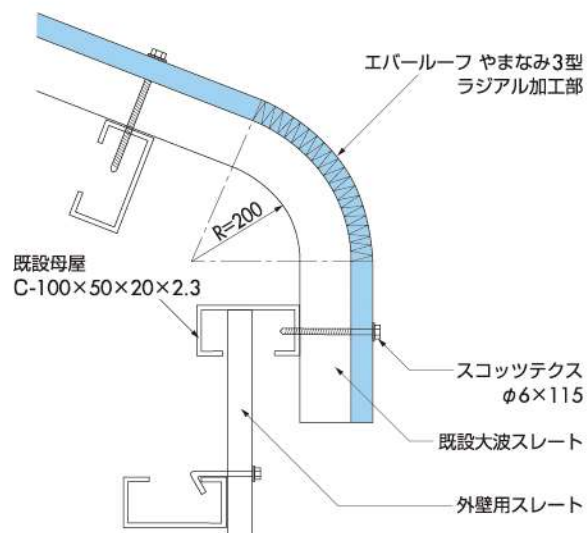 エバールーフ やまなみ3型
ラジアル加工部
R=200
既設母屋
C-100×50×20×2.3
スコッツテクス
φ6×115
既設大波スレート
外壁用スレート